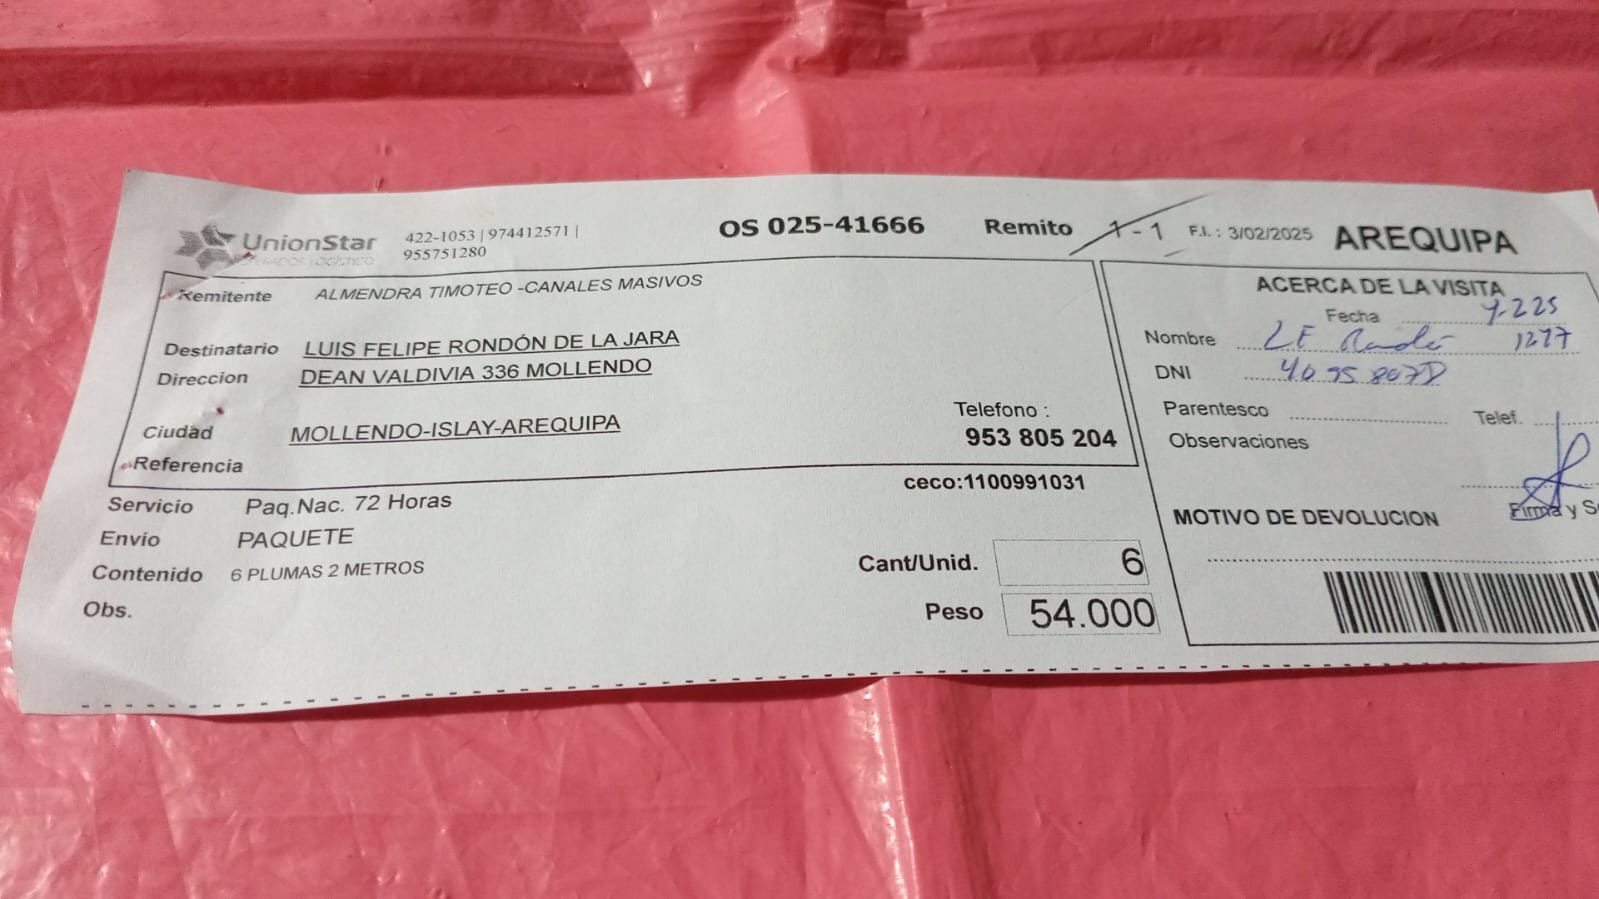 UnionStar
422-1053 | 974412571 |
955751280
OS 025-41666 Remito 1-1 F.I.: 3/02/2025 AREQUIPA
Remitente ALMENDRA TIMOTEO -CANALES MASIVOS
Destinatario LUIS FELIPE RONDÓN DE LA JARA
Direccion DEAN VALDIVIA 336 MOLLENDO
Ciudad MOLLENDO-ISLAY-AREQUIPA
Telefono :
953 805 204
Referencia
ceco:1100991031
Servicio Paq.Nac. 72 Horas
Envio PAQUETE
Contenido 6 PLUMAS 2 METROS
Obs.
Cant/Unid. 6
Peso 54.000
ACERCA DE LA VISITA
Fecha
Nombre
DNI
Parentesco Telef.
Observaciones
Firma y
MOTIVO DE DEVOLUCION